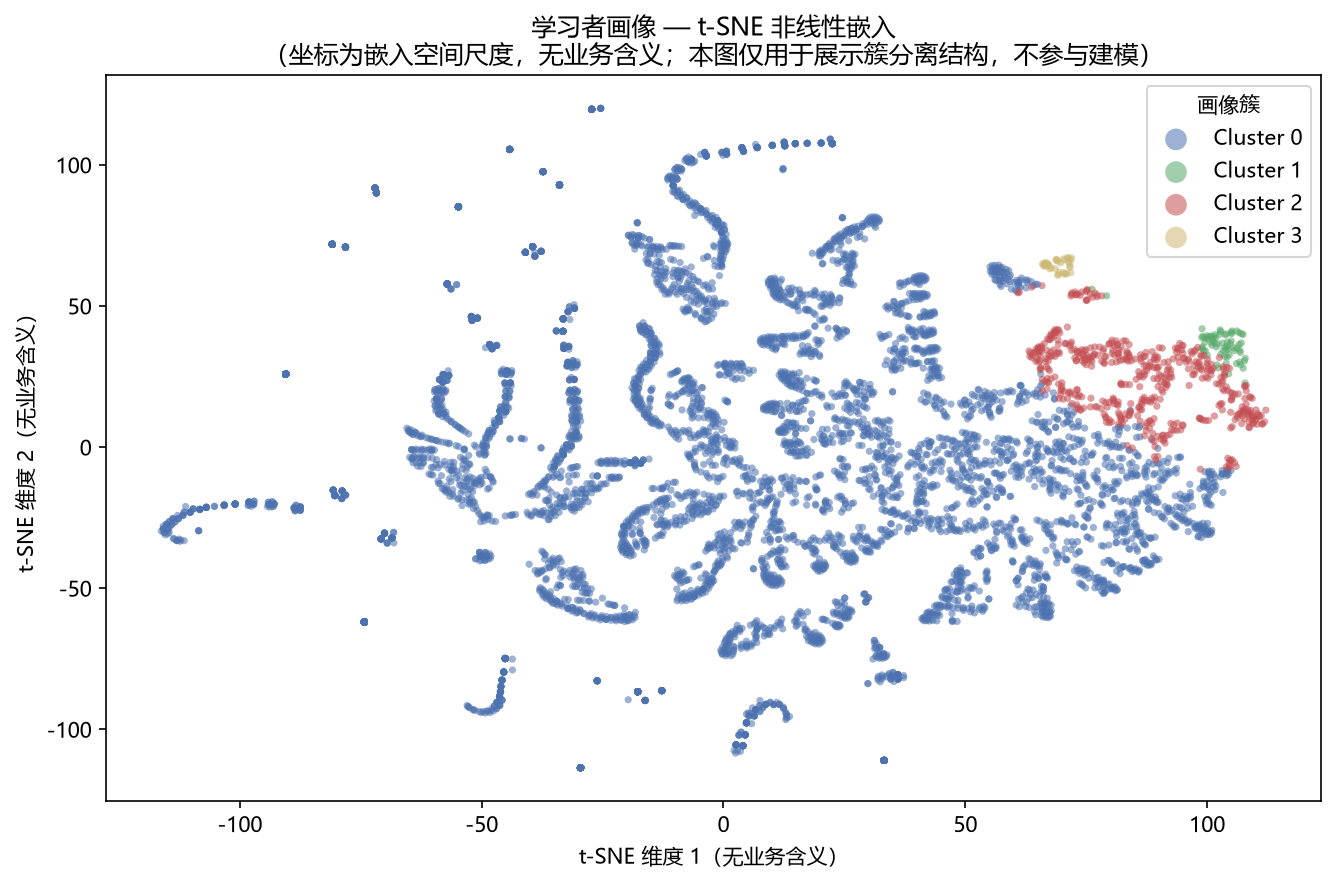 学习者画像 — t-SNE 非线性嵌入
（坐标为嵌入空间尺度，无业务含义；本图仅用于展示簇分离结构，不参与建模）
画像簇
Cluster 0
Cluster 1
Cluster 2
Cluster 3
t-SNE 维度 2（无业务含义）
100
50
0
-50
-100
-100
-50
0
50
100
t-SNE 维度 1（无业务含义）